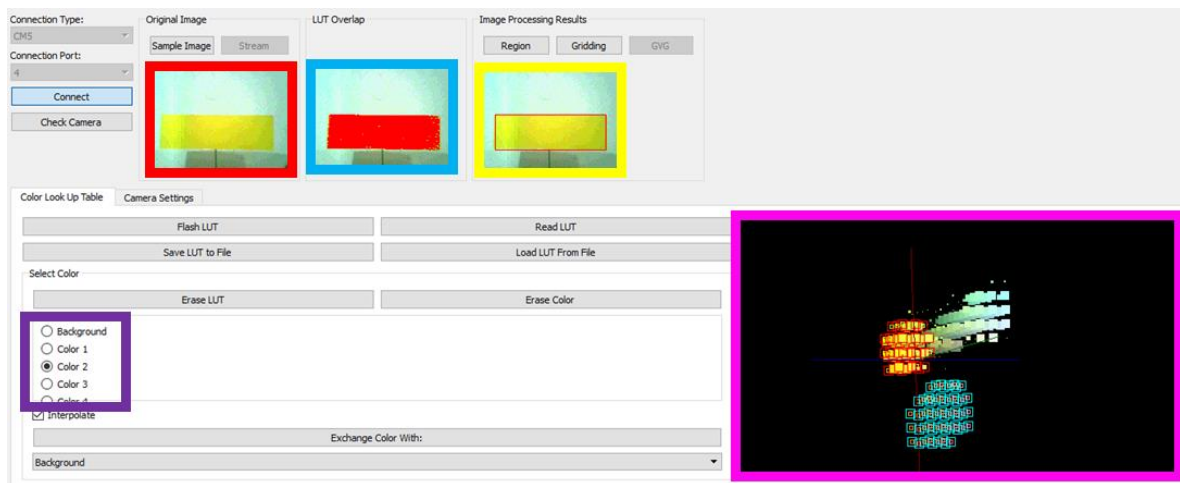 Connection Type:
CM5
Connection Port:
4
Connect
Check Camera
Original Image
Sample Image Stream
LUT Overlap
Image Processing Results
Region Gridding GVG
Color Look Up Table Camera Settings
Flash LUT Read LUT
Save LUT to File Load LUT From File
Select Color
Erase LUT Erase Color
Background
Color 1
Color 2
Color 3
Color 4
Interpolate
Exchange Color With:
Background